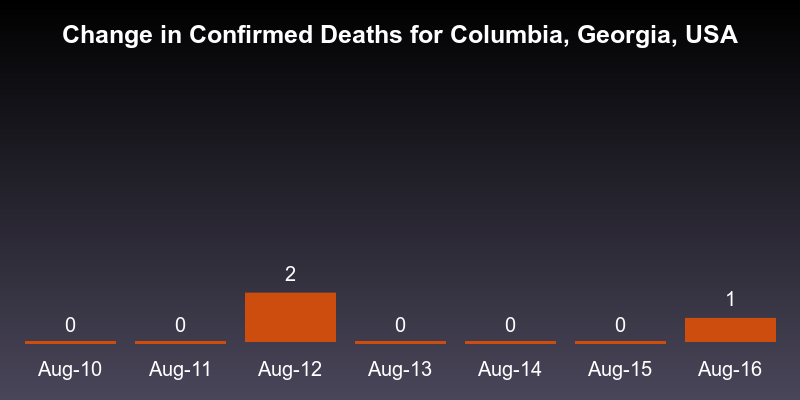 Change in Confirmed Deaths for Columbia, Georgia, USA
2
1
0 0 0 0 0
Aug-10 Aug-11 Aug-12 Aug-13 Aug-14 Aug-15 Aug-16